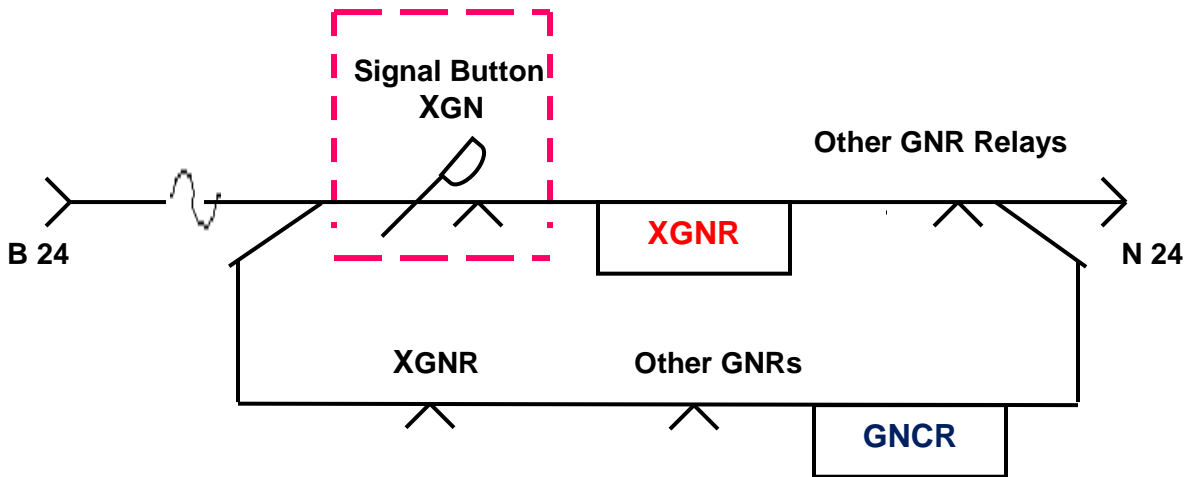 Signal Button
XGN
Other GNR Relays
XGNR
B 24
N 24
XGNR
Other GNRs
GNCR